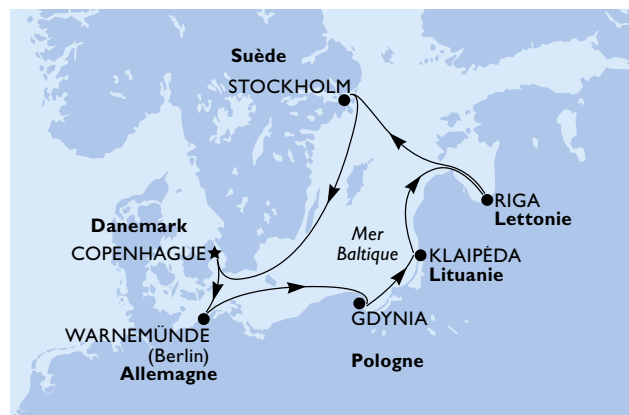 Suède
STOCKHOLM
RIGA
Lettonie
Danemark
COPENHAGUE
Mer
Baltique
KLAIPĖDA
Lituanie
GDYNIA
WARNEMÜNDE
(Berlin)
Allemagne
Pologne